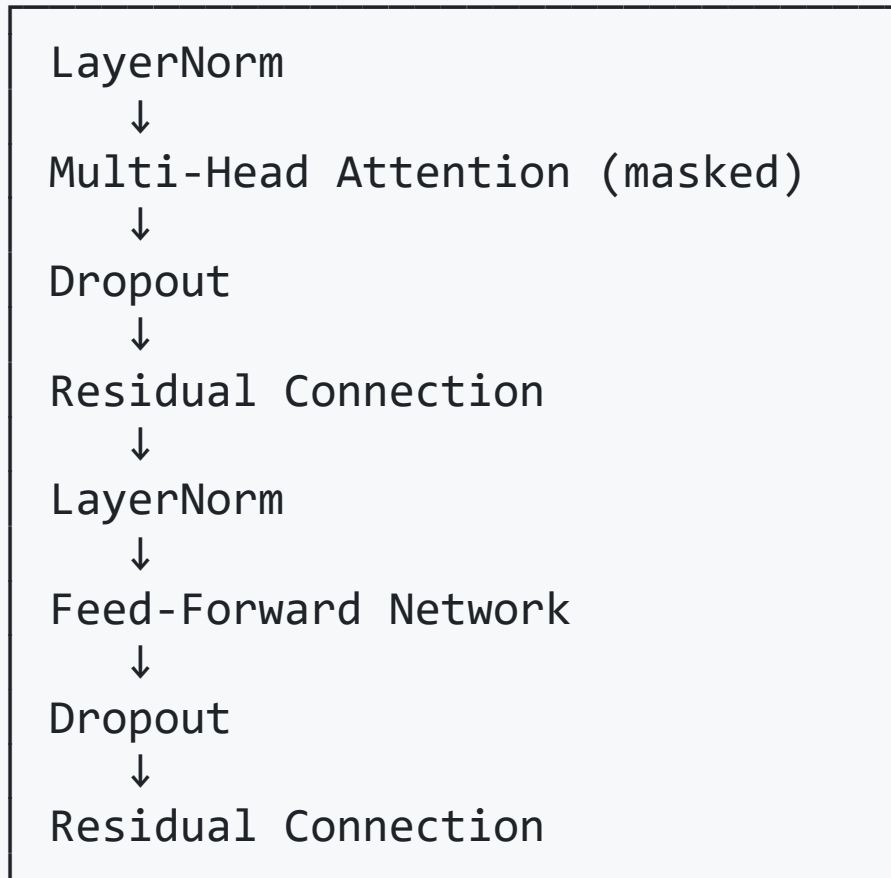 LayerNorm
↓
Multi-Head Attention (masked)
↓
Dropout
↓
Residual Connection
↓
LayerNorm
↓
Feed-Forward Network
↓
Dropout
↓
Residual Connection